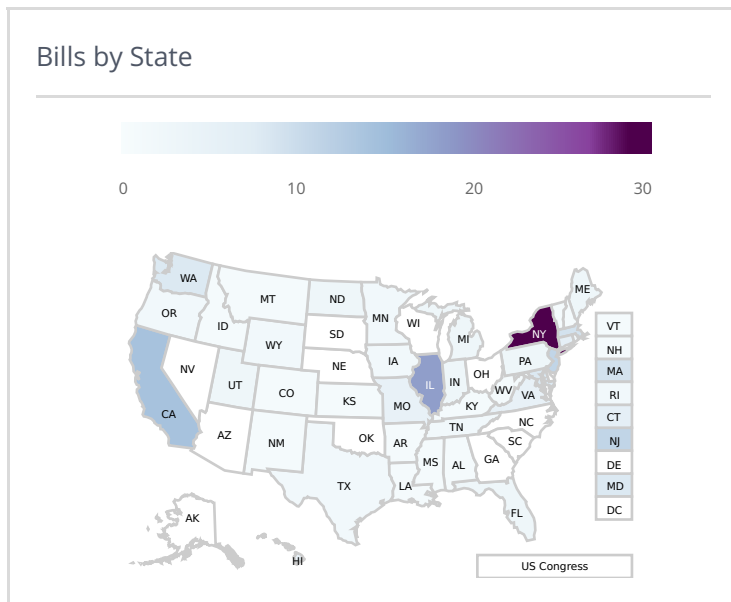 Bills by State
0 10 20 30
WA
ME
MT
ND
OR
MN
ID
WI
SD
VT
NY
MI
WY
NH
IA
PA
NE
NV
MA
OH
IL
IN
UT
CO
WV
RI
VA
KS
MO
KY
CA
CT
NC
TN
AZ
OK
NJ
NM
AR
SC
GA
MS
AL
DE
TX
LA
MD
FL
DC
AK
HI
US Congress